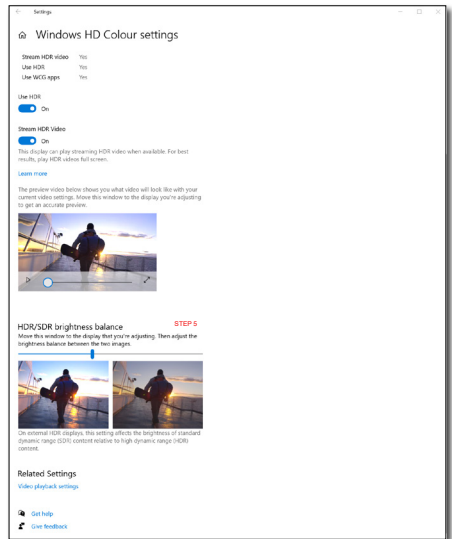 Settings
Windows HD Colour settings
Stream HDR video Yes
Use HDR Yes
Use WCG apps Yes
Use HDR
On
Stream HDR Video
On
This display can play streaming HDR video when available. For best
results, play HDR videos full screen.
Learn more
The preview video below shows you what video will look like with your
current video settings. Move this window to the display you're adjusting
to get an accurate preview.
HDR/SDR brightness balance STEP 5
Move this window to the display that you're adjusting. Then adjust the
brightness balance between the two images.
On external HDR displays, this setting affects the brightness of standard
dynamic range (SDR) content relative to high dynamic range (HDR)
content.
Related Settings
Video playback settings
Get help
Give feedback